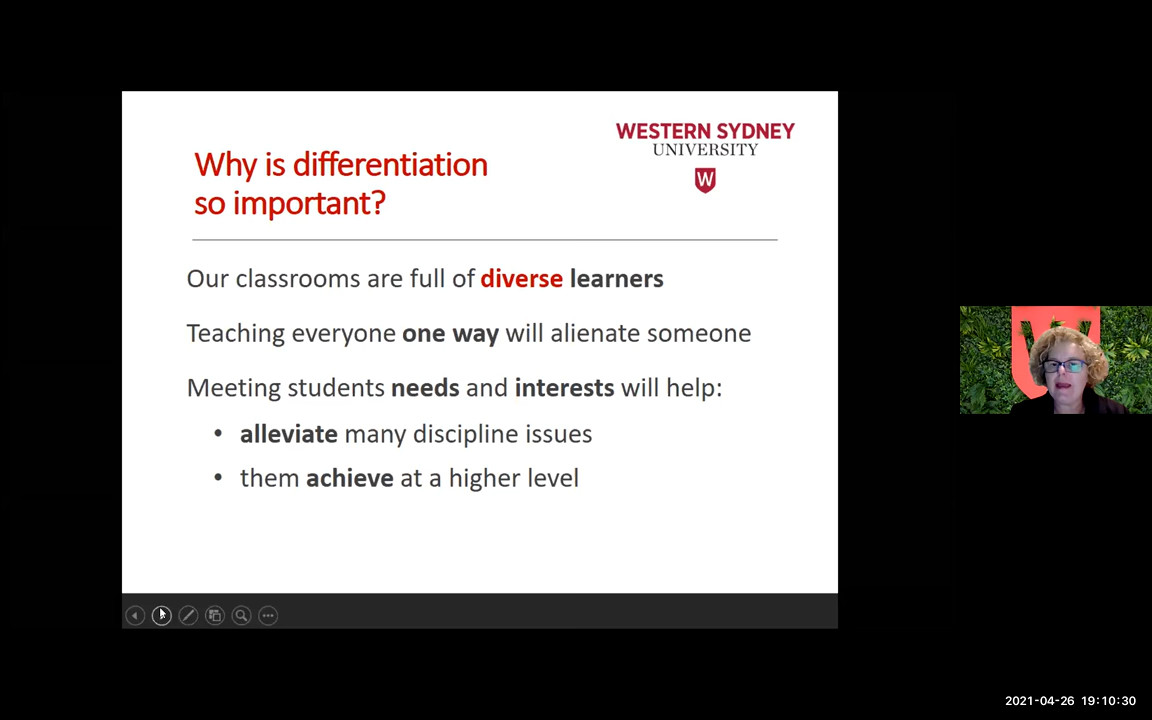 WESTERN SYDNEY
UNIVERSITY
W
Why is differentiation
so important?
Our classrooms are full of diverse learners
Teaching everyone one way will alienate someone
Meeting students needs and interests will help:
• alleviate many discipline issues
• them achieve at a higher level
2021-04-26 19:10:30